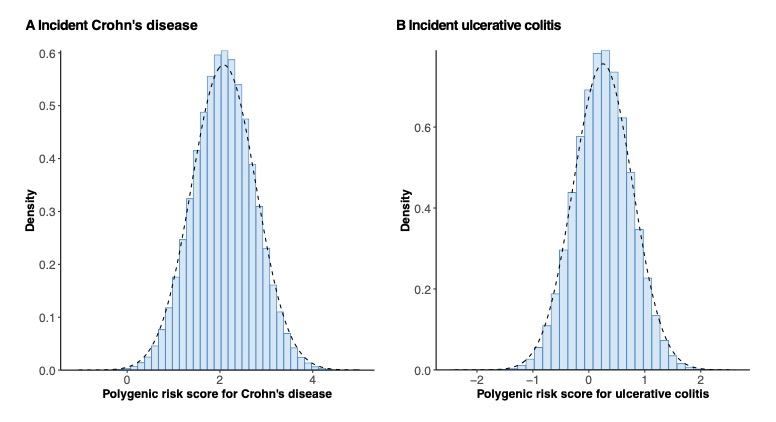 A Incident Crohn's disease
Density
0.6
0.5
0.4
0.3
0.2
0.1
0.0
0 2 4
Polygenic risk score for Crohn's disease
B Incident ulcerative colitis
Density
0.6
0.4
0.2
0.0
−2 −1 0 1 2
Polygenic risk score for ulcerative colitis